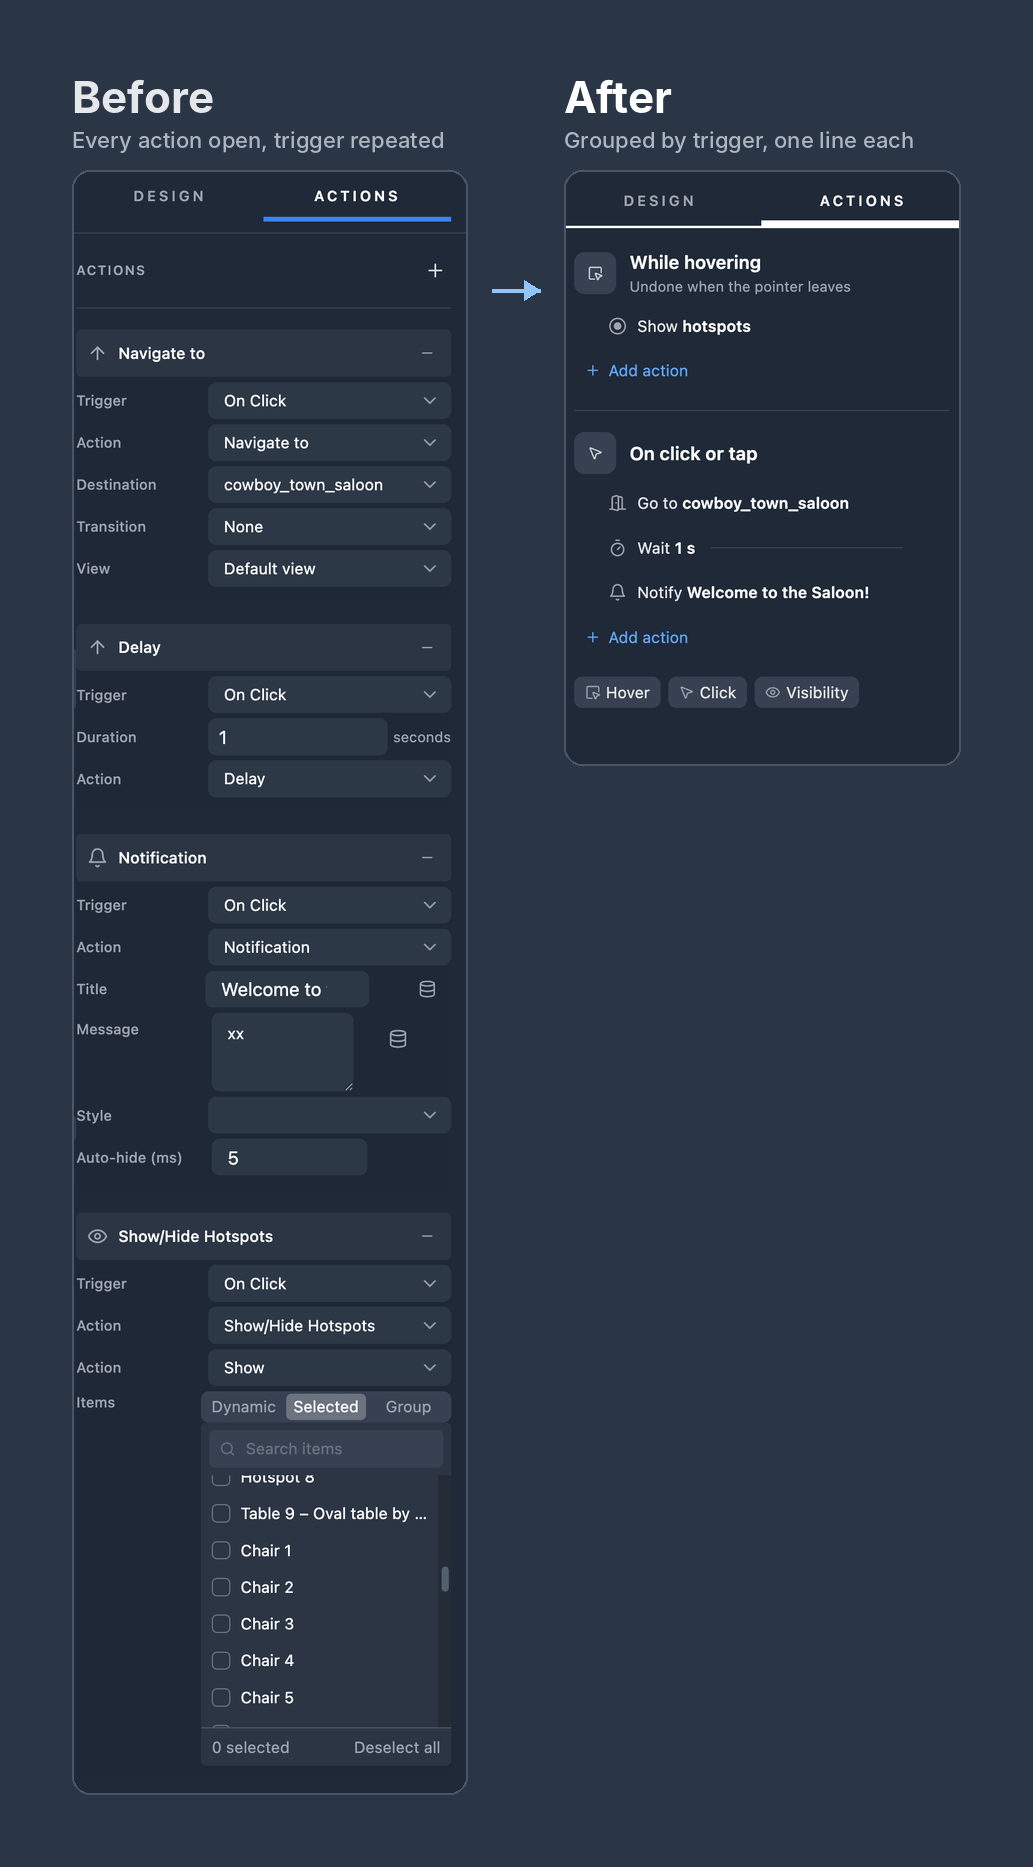 Before
Every action open, trigger repeated
DESIGN
ACTIONS
ACTIONS
Navigate to
Trigger
On Click
Action
Navigate to
Destination
cowboy_town_saloon
Transition
None
View
Default view
Delay
Trigger
On Click
Duration
1
seconds
Action
Delay
Notification
Trigger
On Click
Action
Notification
Title
Welcome to
Message
xx
Style
Auto-hide (ms)
5
Show/Hide Hotspots
Trigger
On Click
Action
Show/Hide Hotspots
Action
Show
Items
Dynamic
Selected
Group
Search items
Hotspot 8
Table 9 – Oval table by ...
Chair 1
Chair 2
Chair 3
Chair 4
Chair 5
0 selected
Deselect all
After
Grouped by trigger, one line each
DESIGN
ACTIONS
While hovering
Undone when the pointer leaves
Show hotspots
+ Add action
On click or tap
Go to cowboy_town_saloon
Wait 1 s
Notify Welcome to the Saloon!
+ Add action
Hover
Click
Visibility